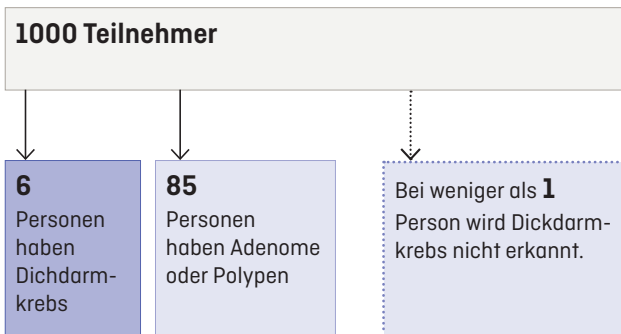 1000 Teilnehmer
6
Personen
haben
Dichdarm-
krebs
85
Personen
haben Adenome
oder Polypen
Bei weniger als 1
Person wird Dickdarm-
krebs nicht erkannt.